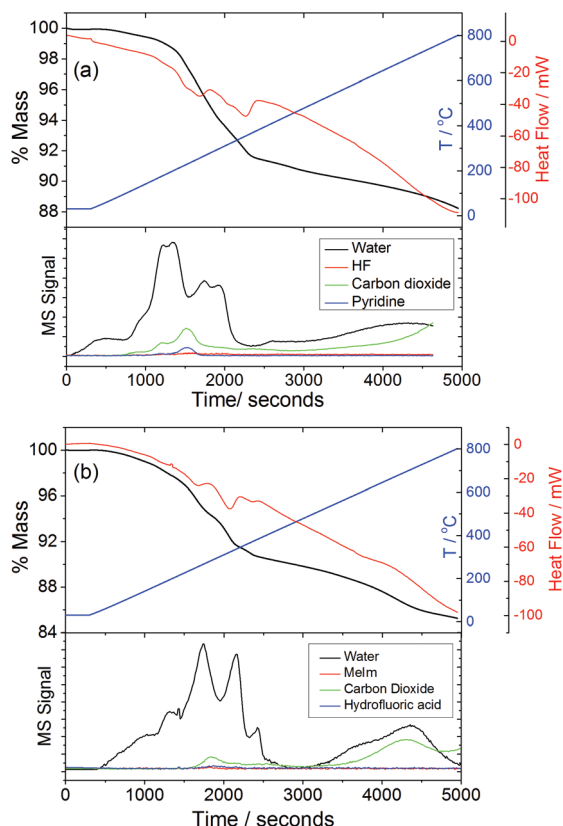 (a)
% Mass
100
98
96
94
92
90
88
T / °C
800
600
400
200
0
Heat Flow / mW
0
-20
-40
-60
-80
-100
MS Signal
Water
HF
Carbon dioxide
Pyridine
0 1000 2000 3000 4000 5000
Time/ seconds
(b)
% Mass
100
96
92
88
84
T / °C
800
600
400
200
0
Heat Flow / mW
0
-20
-40
-60
-80
-100
MS Signal
Water
MeIm
Carbon Dioxide
Hydrofluoric acid
0 1000 2000 3000 4000 5000
Time / seconds